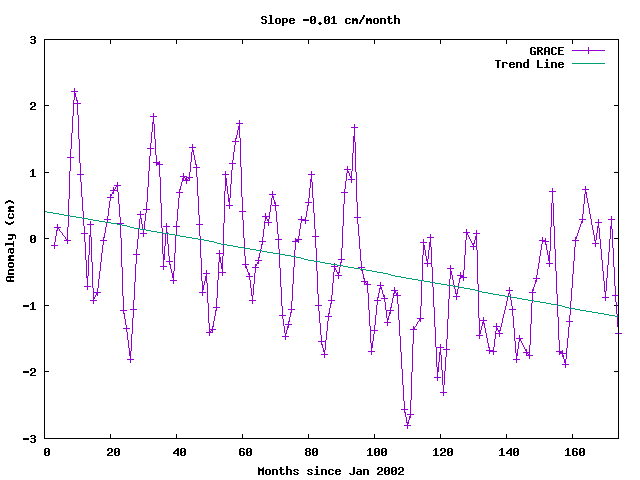 Slope -0.01 cm/month
GRACE
Trend Line
3
2
1
0
-1
-2
-3
Anomaly (cm)
0 20 40 60 80 100 120 140 160
Months since Jan 2002